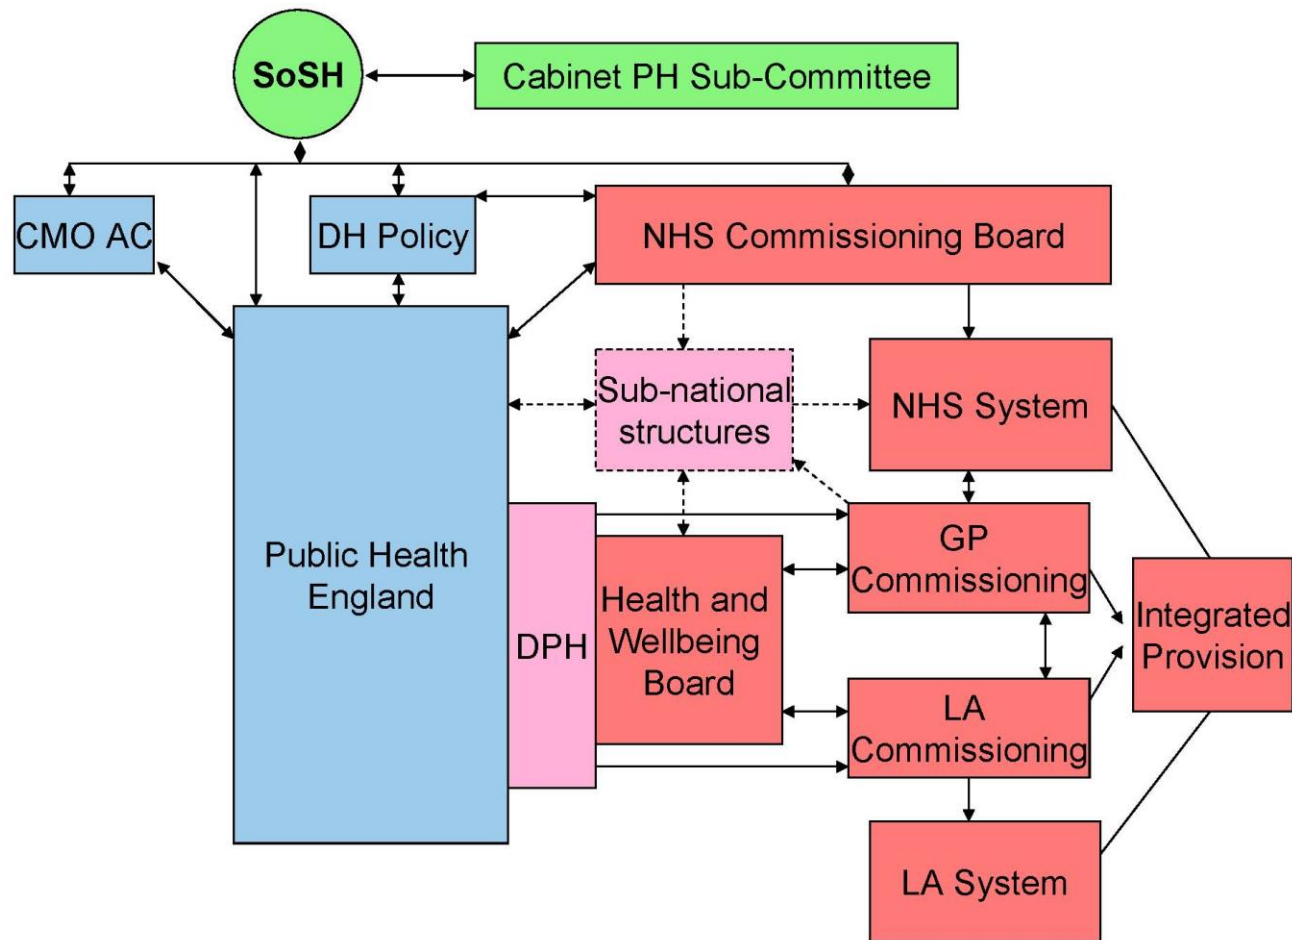 SoSH
Cabinet PH Sub-Committee
CMO AC
DH Policy
NHS Commissioning Board
Sub-national
structures
NHS System
Public Health
England
DPH
Health and
Wellbeing
Board
GP
Commissioning
Integrated
Provision
LA
Commissioning
LA System